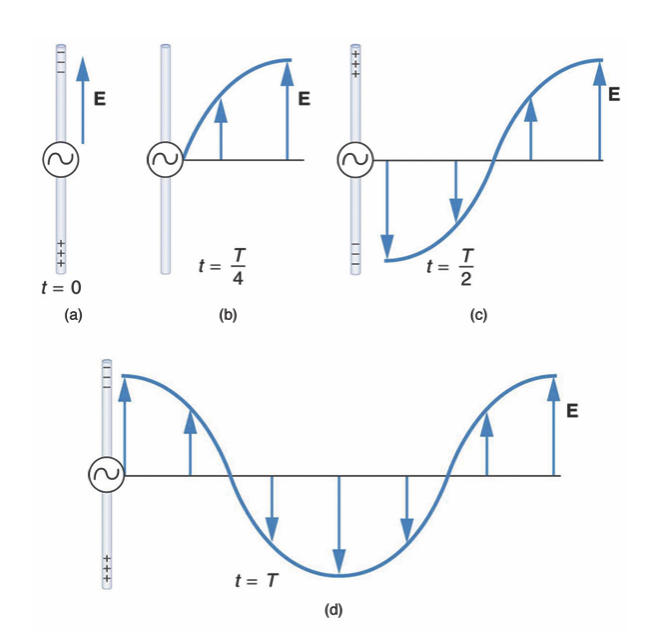 − − −
E
+ + +
t = 0
(a)
E
t = T/4
(b)
+ + +
E
− − −
t = T/2
(c)
− − −
E
+ + +
t = T
(d)